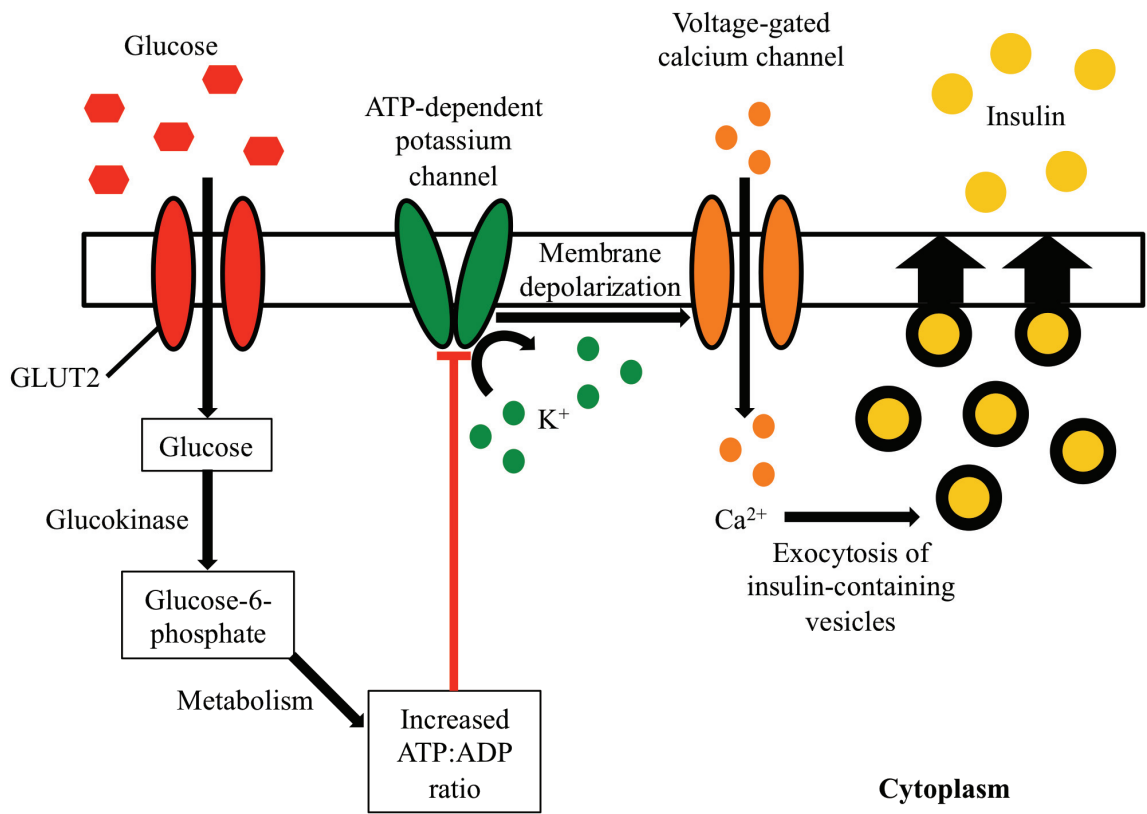 Glucose
ATP-dependent
potassium
channel
Voltage-gated
calcium channel
Insulin
Membrane
depolarization
GLUT2
K⁺
Glucose
Glucokinase
Ca²⁺
Exocytosis of
insulin-containing
vesicles
Glucose-6-
phosphate
Metabolism
Increased
ATP:ADP
ratio
Cytoplasm